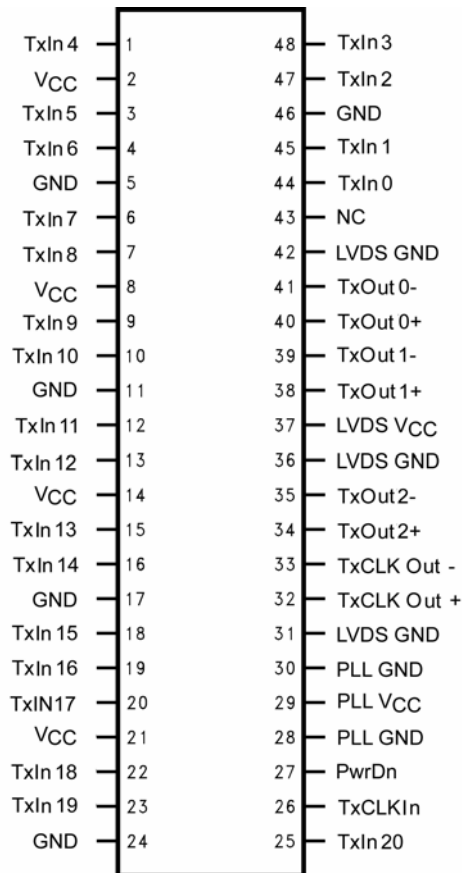 TxIn 4 1 48 TxIn 3
VCC 2 47 TxIn 2
TxIn 5 3 46 GND
TxIn 6 4 45 TxIn 1
GND 5 44 TxIn 0
TxIn 7 6 43 NC
TxIn 8 7 42 LVDS GND
VCC 8 41 TxOut 0-
TxIn 9 9 40 TxOut 0+
TxIn 10 10 39 TxOut 1-
GND 11 38 TxOut 1+
TxIn 11 12 37 LVDS VCC
TxIn 12 13 36 LVDS GND
VCC 14 35 TxOut2-
TxIn 13 15 34 TxOut2+
TxIn 14 16 33 TxCLK Out -
GND 17 32 TxCLK Out +
TxIn 15 18 31 LVDS GND
TxIn 16 19 30 PLL GND
TxIN17 20 29 PLL VCC
VCC 21 28 PLL GND
TxIn 18 22 27 PwrDn
TxIn 19 23 26 TxCLKIn
GND 24 25 TxIn 20